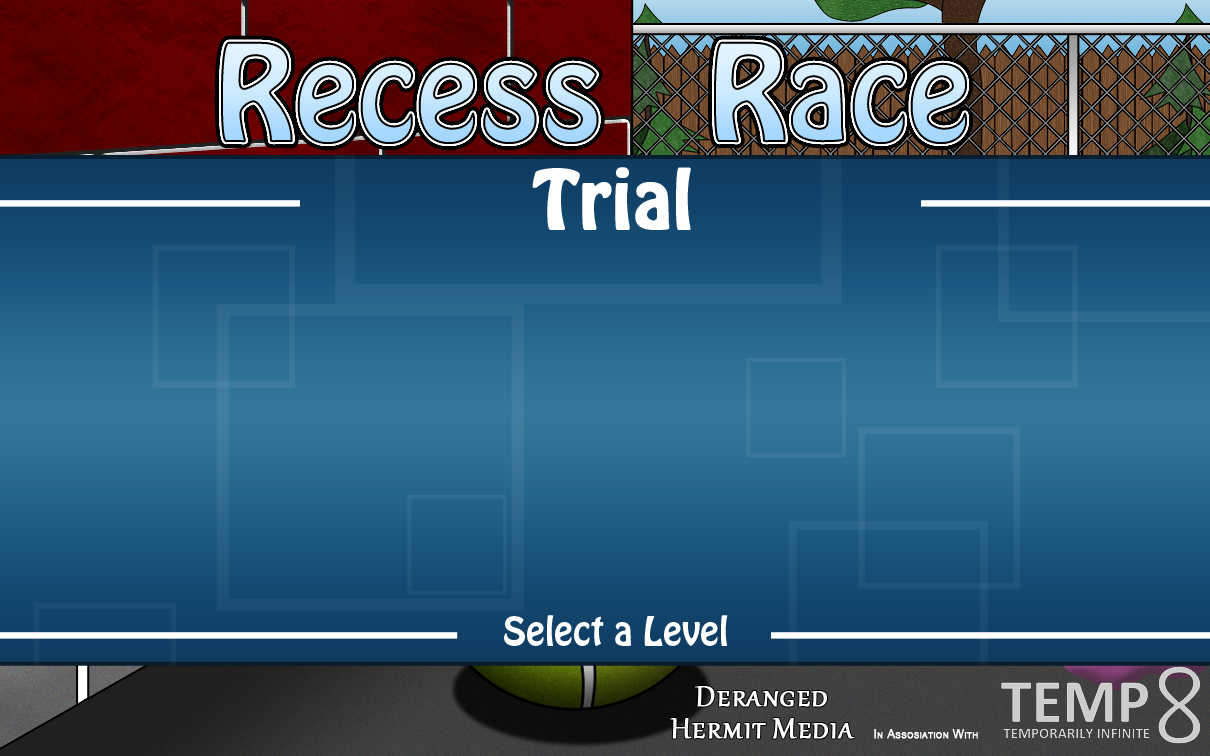 Recess Race
Trial
Select a Level
Deranged
Hermit Media
In Assosiation With
TEMP8
TEMPORARILY INFINITE